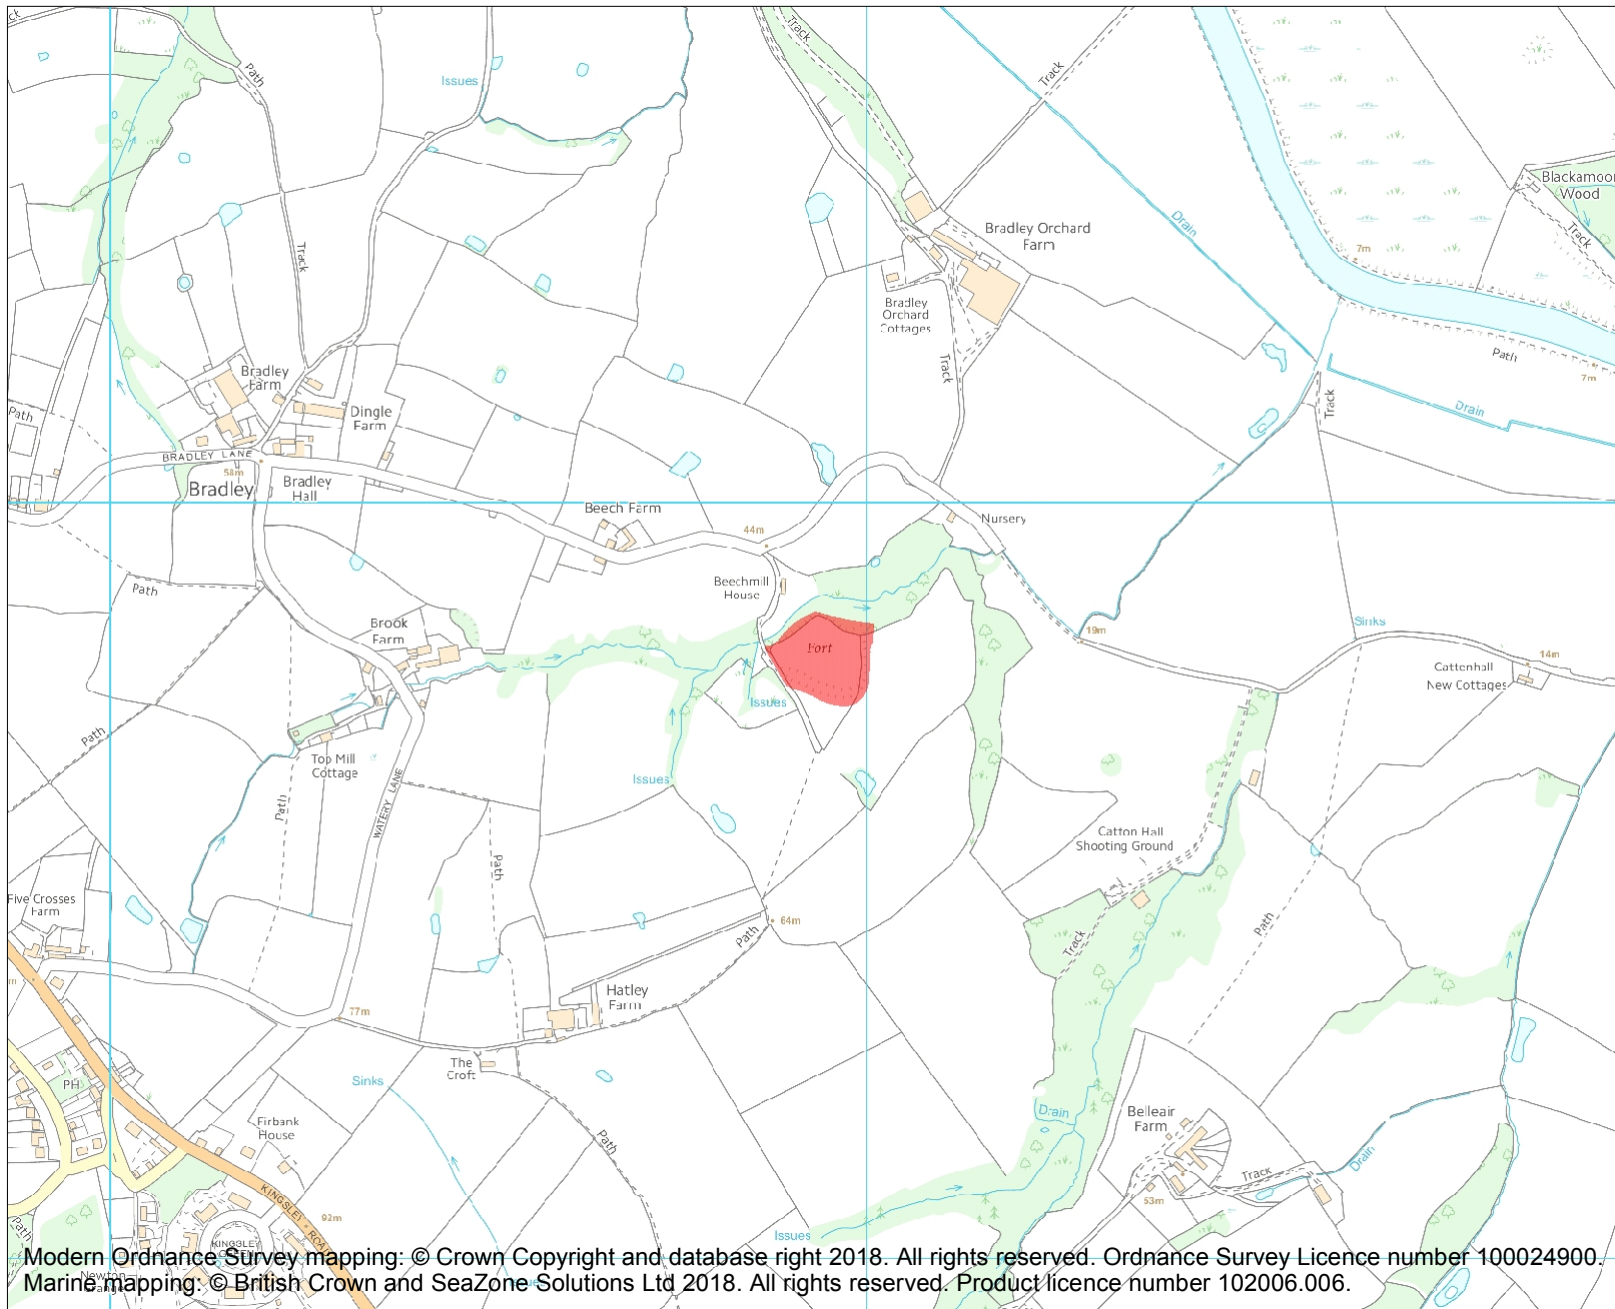 Track
Path
Issues
Track
Blackamoor
Wood
Track
Drain
Bradley Orchard
Farm
7m
Track
Bradley
Orchard
Cottages
Path
7m
Track
Track
Drain
Bradley
Farm
Dingle
Farm
Path
BRADLEY LANE
58m
Bradley
Bradley
Hall
Beech Farm
44m
Nursery
Path
Beechmill
House
Brook
Farm
Fort
19m
Sinks
14m
Cattenhall
New Cottages
Issues
Path
Top Mill
Cottage
Issues
Path
WATERY LANE
Path
Catton Hall
Shooting Ground
Five Crosses
Farm
64m
Path
Track
Path
Hatley
Farm
77m
The
Croft
Sinks
PH
Firbank
House
Path
Drain
Belleair
Farm
Drain
Track
53m
KINGSLEY ROAD
92m
Path
Issues
KINGSLEY
GREEN
Modern Ordnance Survey mapping: © Crown Copyright and database right 2018. All rights reserved. Ordnance Survey Licence number 100024900.
Newton
Grange
Issues
Marine mapping: © British Crown and SeaZone Solutions Ltd 2018. All rights reserved. Product licence number 102006.006.